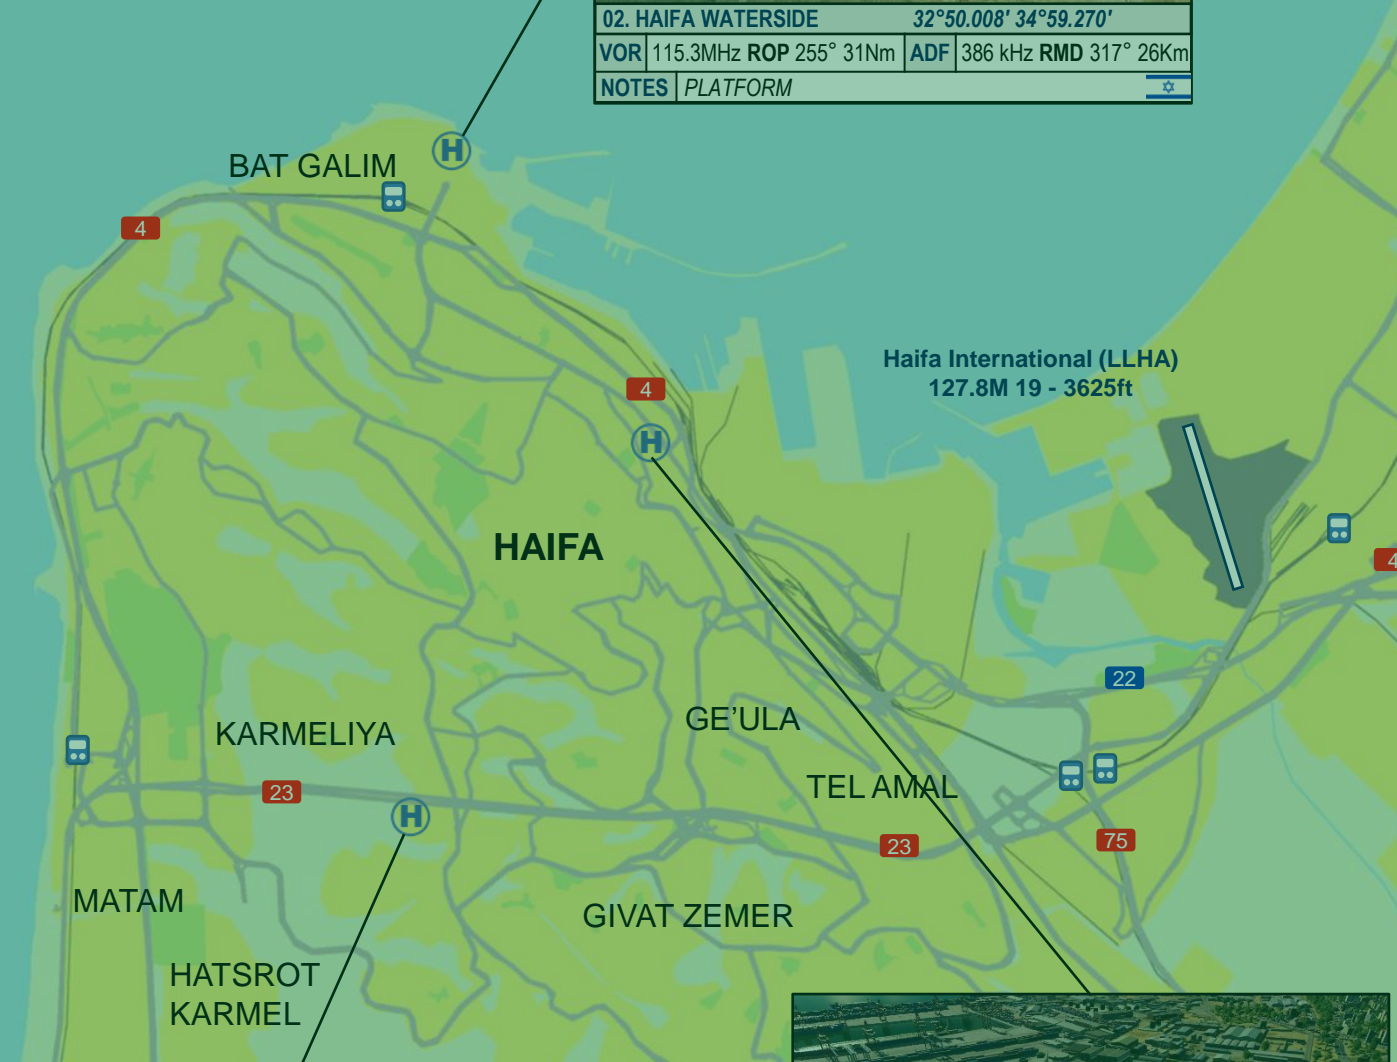 02. HAIFA WATERSIDE 32°50.008' 34°59.270'
VOR 115.3MHz ROP 255° 31Nm ADF 386 kHz RMD 317° 26Km
NOTES PLATFORM
H
BAT GALIM
4
Haifa International (LLHA)
127.8M 19 - 3625ft
4
H
HAIFA
4
22
GE’ULA
KARMELIYA
TEL AMAL
23
H
23
75
MATAM
GIVAT ZEMER
HATSROT
KARMEL